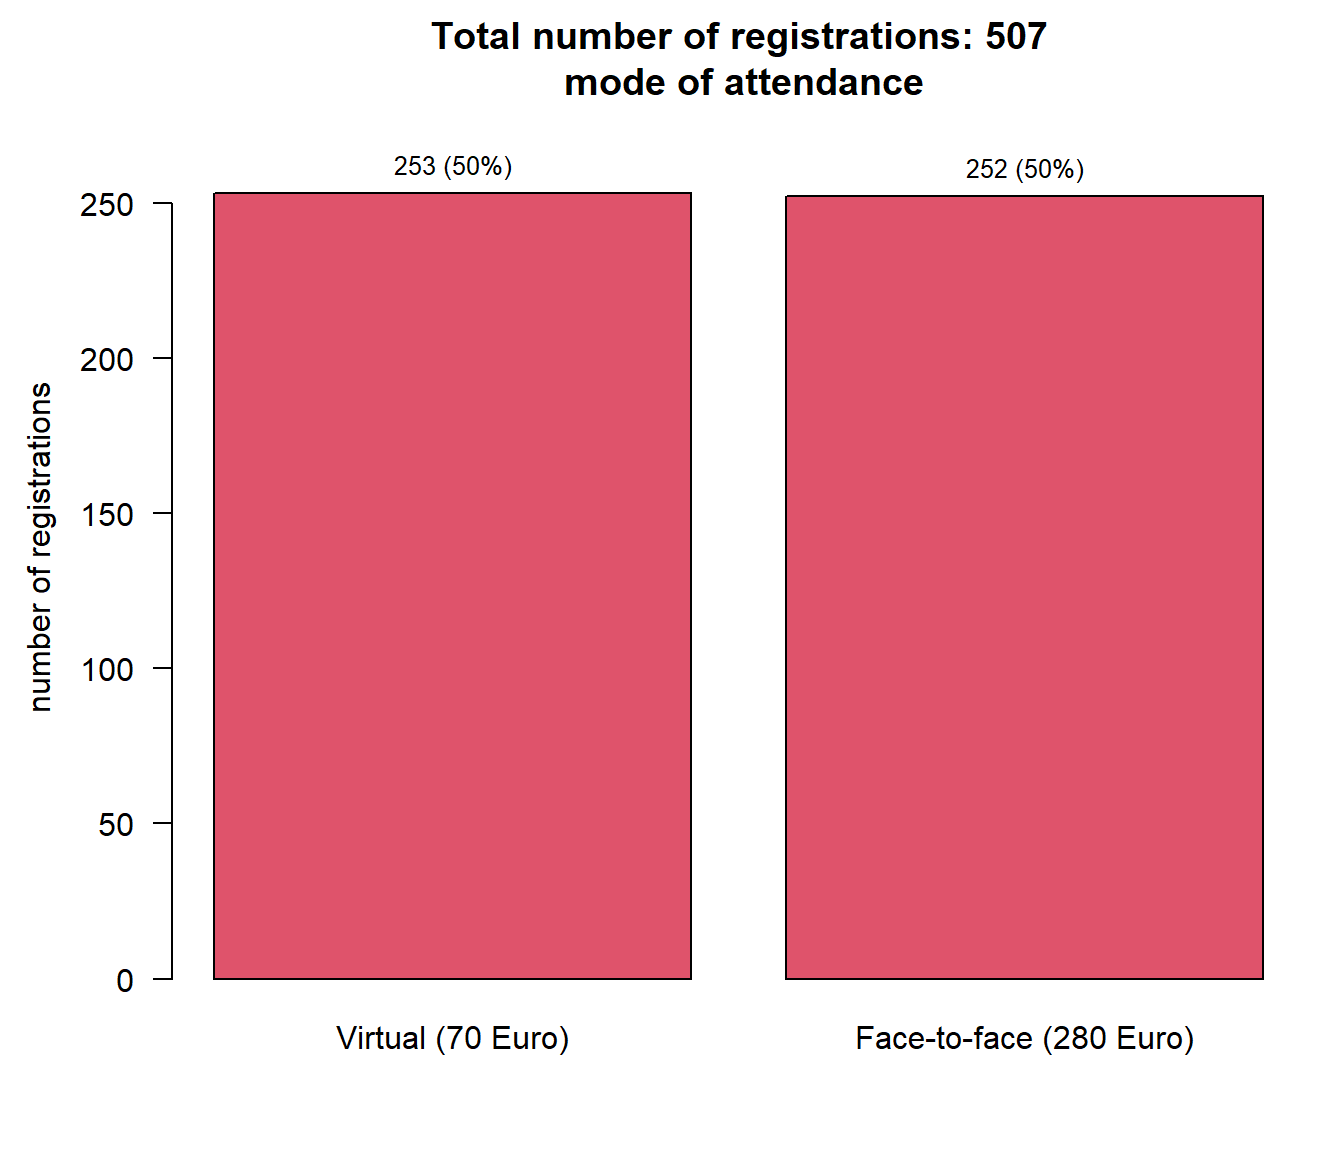 Total number of registrations: 507
mode of attendance
253 (50%)
252 (50%)
number of registrations
250
200
150
100
50
0
Virtual (70 Euro)
Face-to-face (280 Euro)